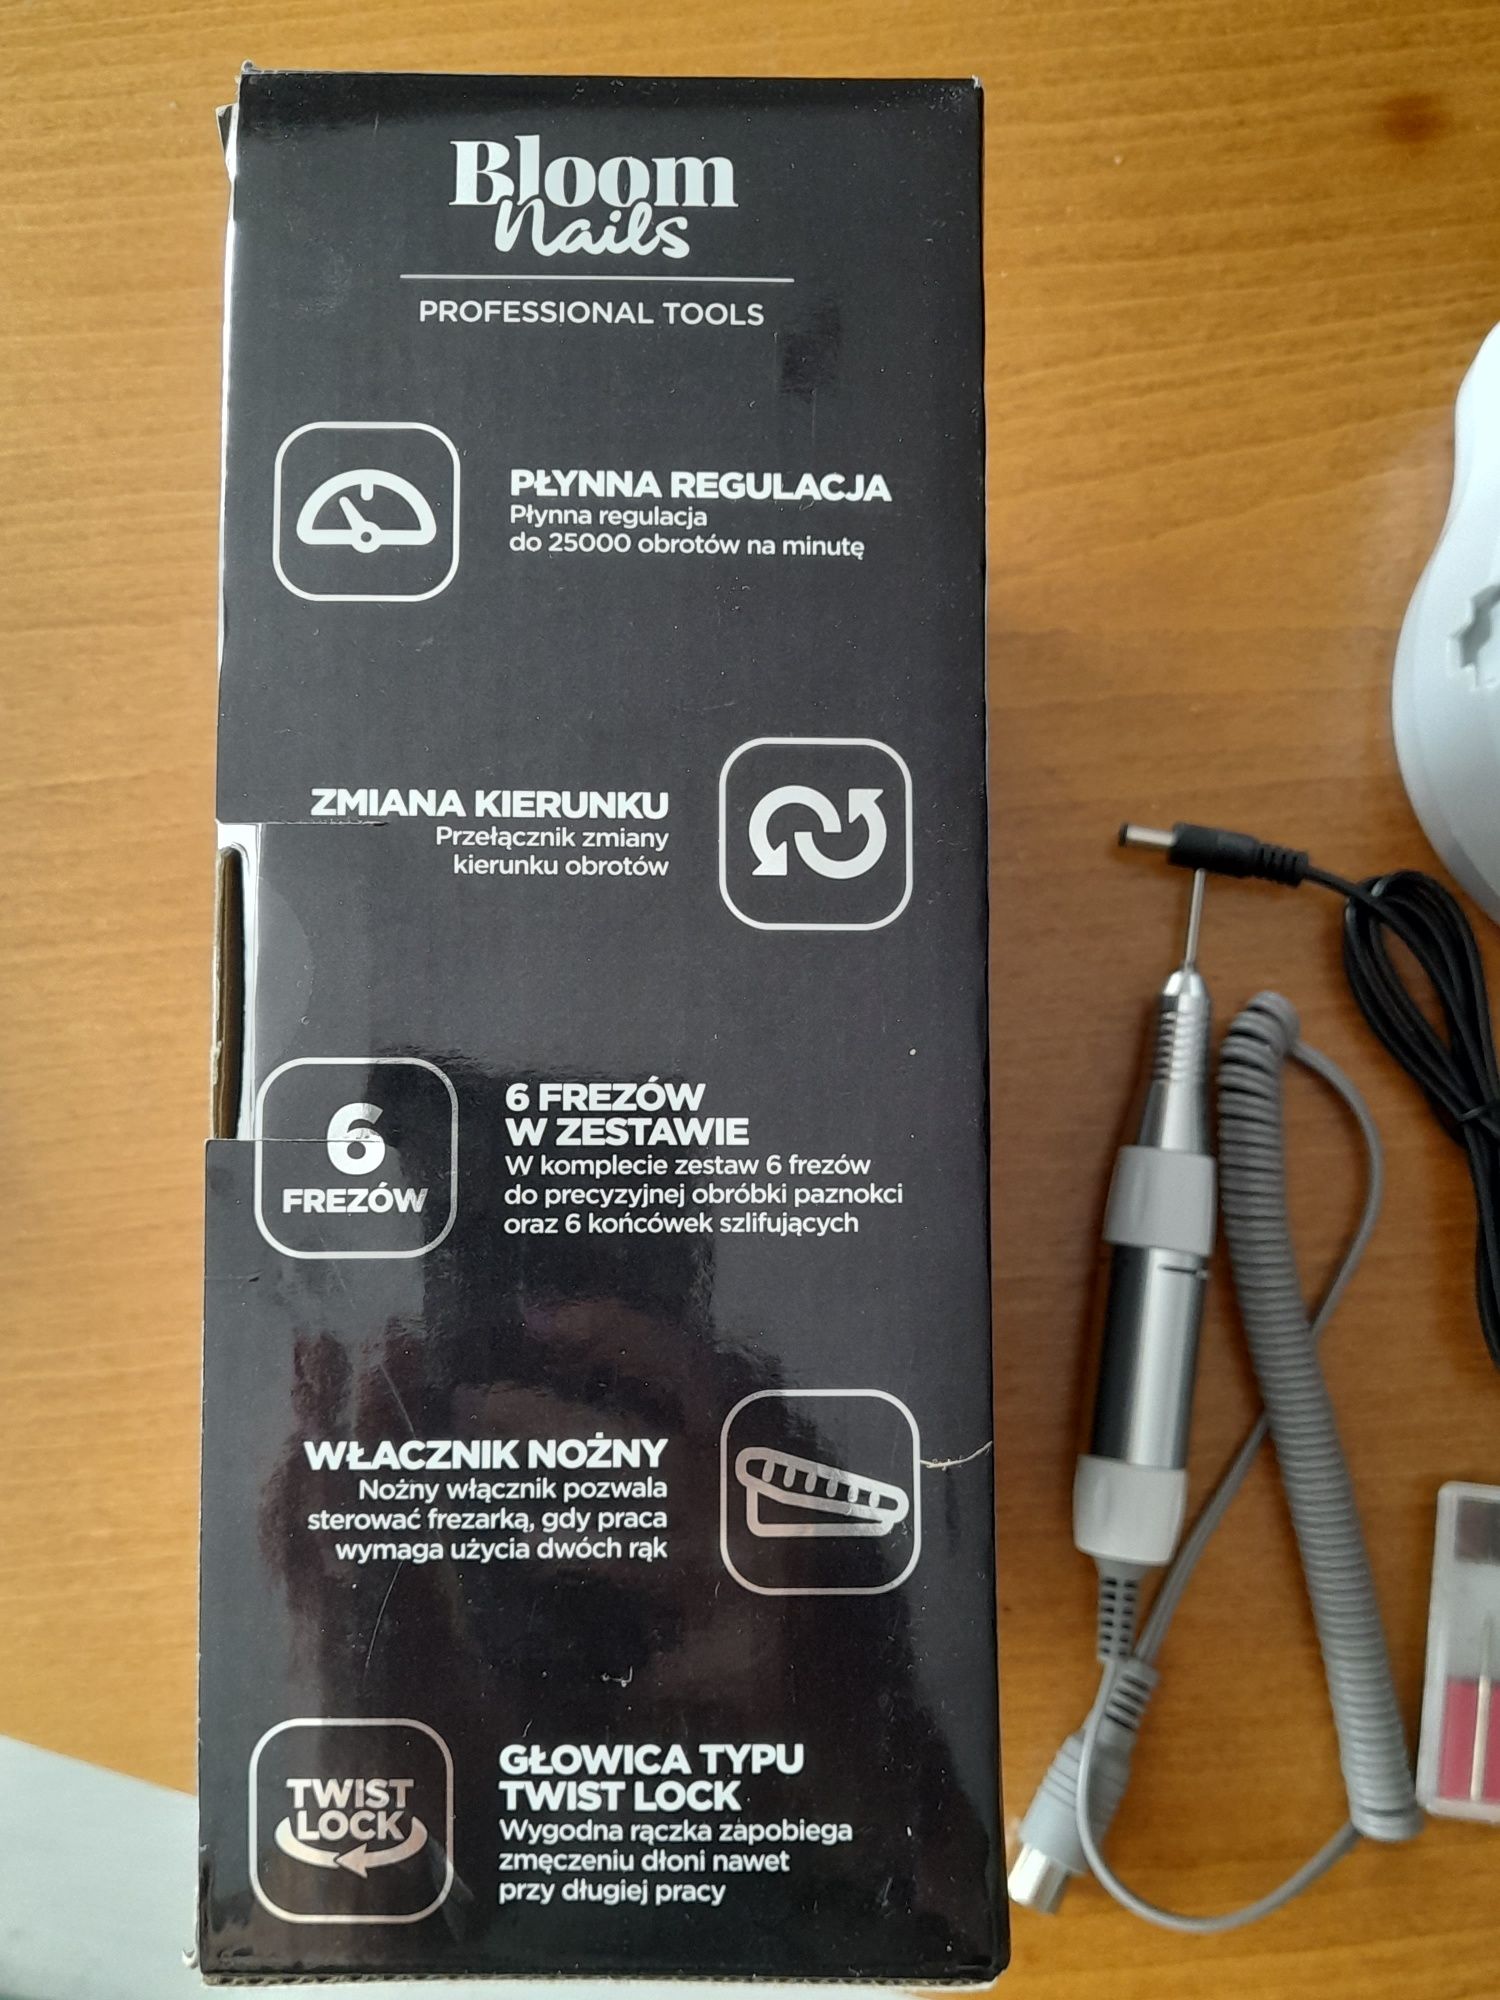 Bloom
Nails
PROFESSIONAL TOOLS
PŁYNNA REGULACJA
Płynna regulacja
do 25000 obrotów na minutę
ZMIANA KIERUNKU
Przełącznik zmiany
kierunku obrotów
6
FREZÓW
6 FREZÓW
W ZESTAWIE
W komplecie zestaw 6 frezów
do precyzyjnej obróbki paznokci
oraz 6 końcówek szlifujących
WŁACZNIK NOŻNY
Nożny włącznik pozwala
sterować frezarką, gdy praca
wymaga użycia dwóch rąk
TWIST
LOCK
GŁOWICA TYPU
TWIST LOCK
Wygodna rączka zapobiega
zmęczeniu dłoni nawet
przy długiej pracy